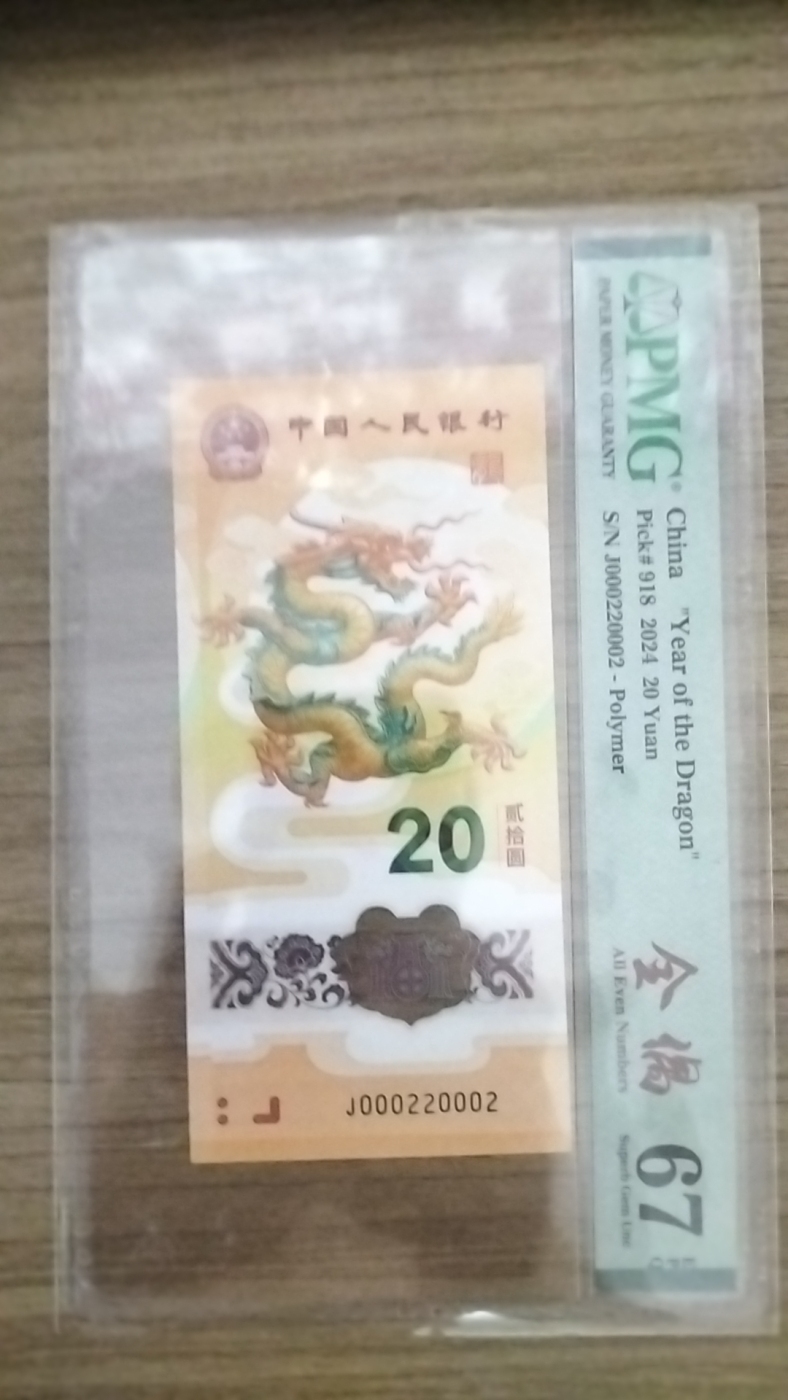 PMG®
PAPER MONEY GUARANTY
China "Year of the Dragon"
Pick# 918 2024 20 Yuan
S/N J000220002 - Polymer
全偶
All Even Numbers
67
Superb Gem Unc
中国人民银行
20
贰拾圆
J000220002